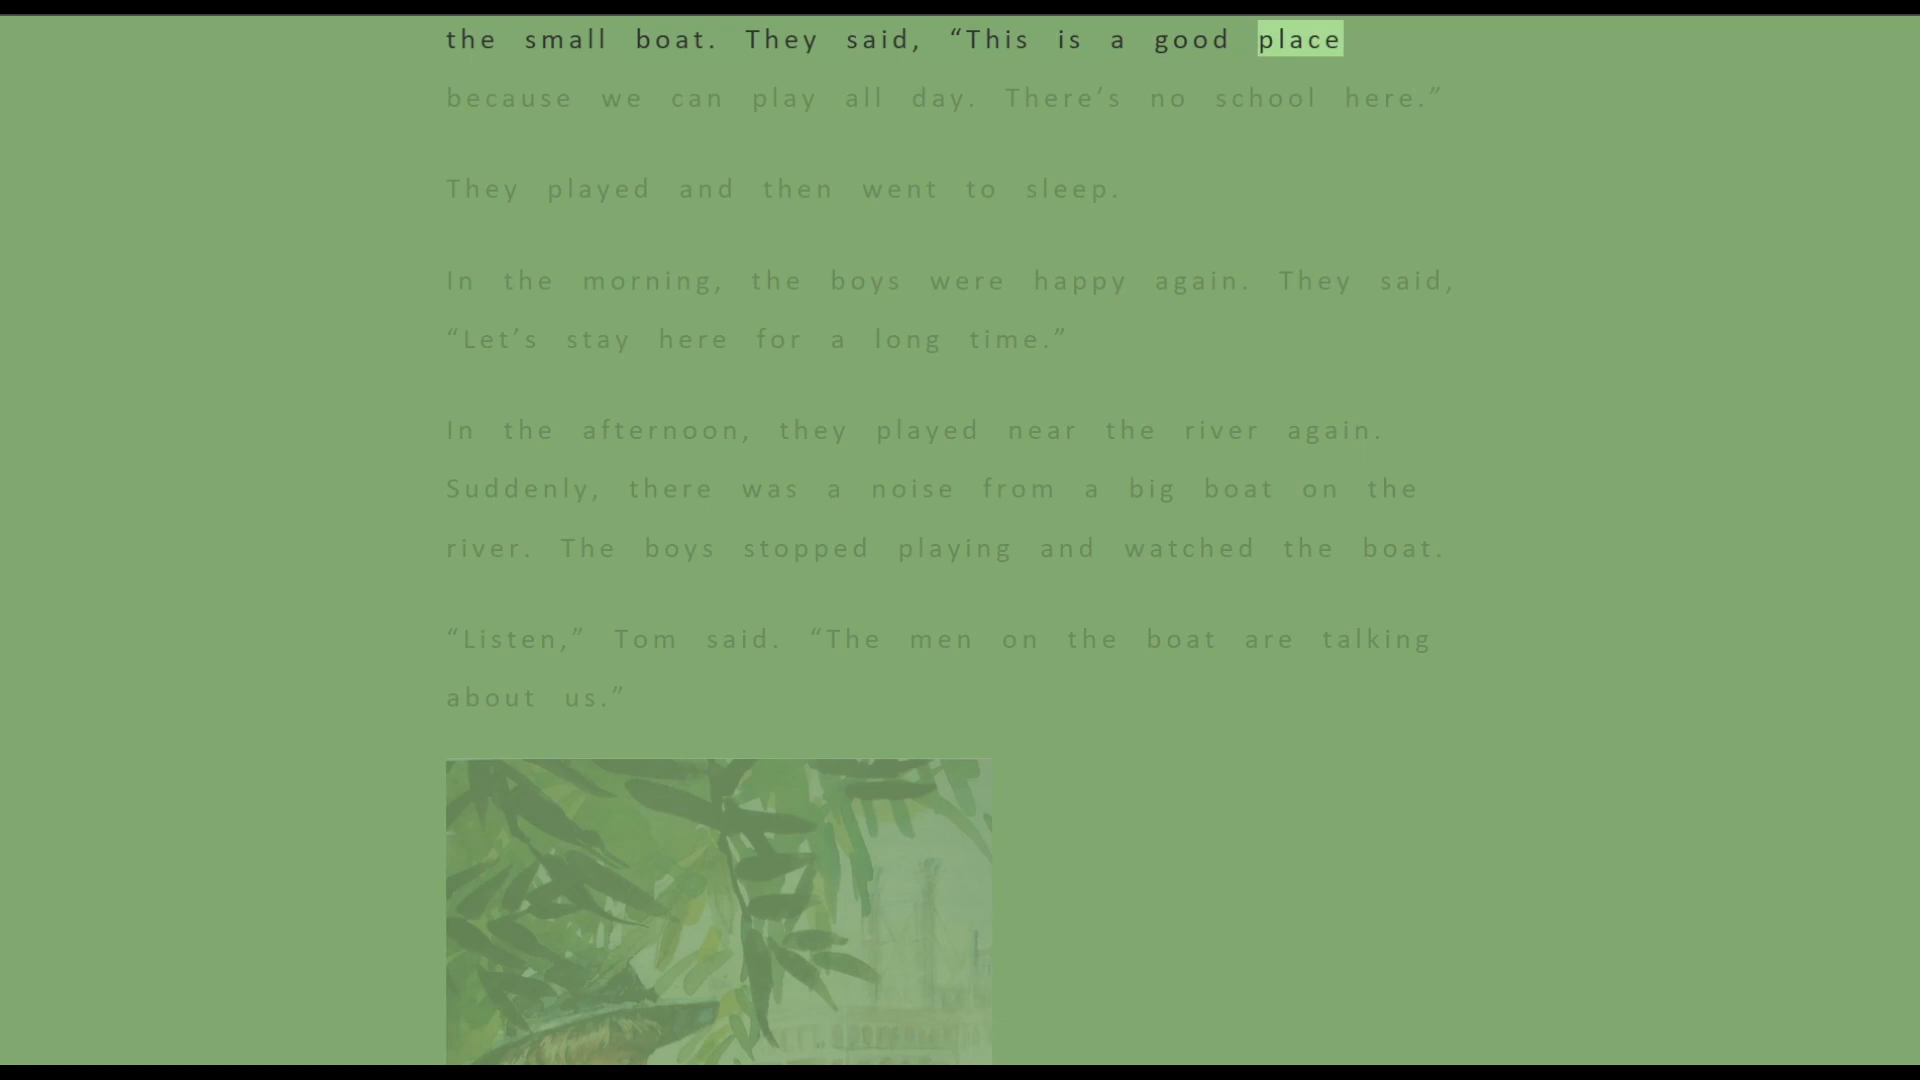 the small boat. They said, “This is a good place
because we can play all day. There’s no school here.”
They played and then went to sleep.
In the morning, the boys were happy again. They said,
“Let’s stay here for a long time.”
In the afternoon, they played near the river again.
Suddenly, there was a noise from a big boat on the
river. The boys stopped playing and watched the boat.
“Listen,” Tom said. “The men on the boat are talking
about us.”